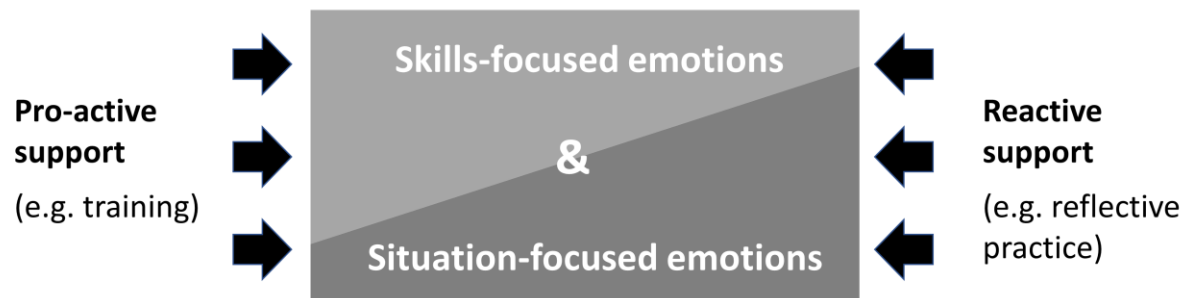 Skills-focused emotions
&
Situation-focused emotions
Pro-active
support
(e.g. training)
Reactive
support
(e.g. reflective
practice)